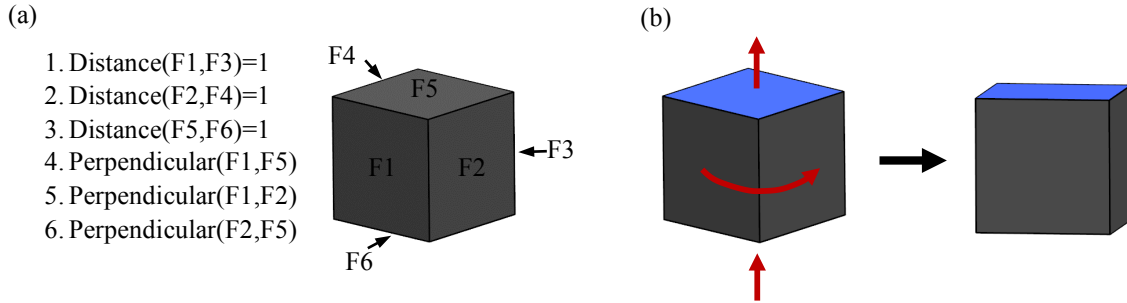 (a)
(b)
1. Distance(F1,F3)=1
2. Distance(F2,F4)=1
3. Distance(F5,F6)=1
4. Perpendicular(F1,F5)
5. Perpendicular(F1,F2)
6. Perpendicular(F2,F5)
F4
F5
F3
F1
F2
F6